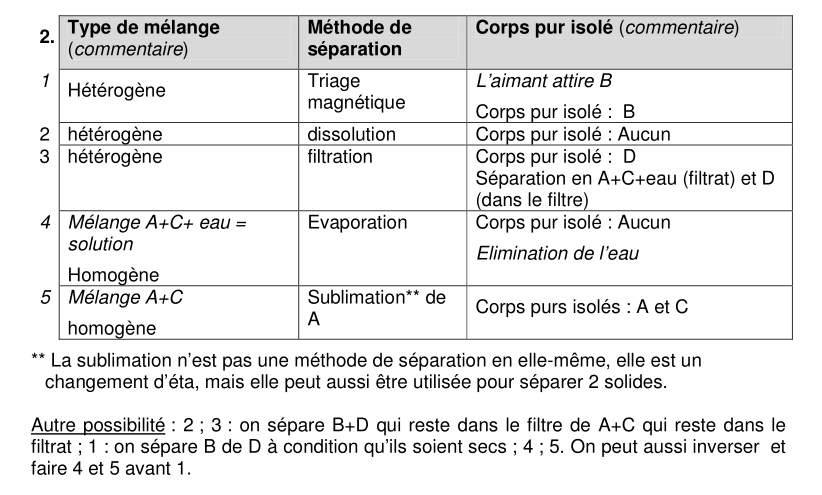 2. Type de mélange (commentaire) | Méthode de séparation | Corps pur isolé (commentaire)
1 Hétérogène | Triage magnétique | L'aimant attire B
Corps pur isolé : B
2 hétérogène | dissolution | Corps pur isolé : Aucun
3 hétérogène | filtration | Corps pur isolé : D
Séparation en A+C+eau (filtrat) et D
(dans le filtre)
4 Mélange A+C+ eau = solution | Evaporation | Corps pur isolé : Aucun
Homogène | Elimination de l'eau
5 Mélange A+C | Sublimation** de A | Corps purs isolés : A et C
homogène
** La sublimation n'est pas une méthode de séparation en elle-même, elle est un
changement d'éta, mais elle peut aussi être utilisée pour séparer 2 solides.
Autre possibilité : 2 ; 3 : on sépare B+D qui reste dans le filtre de A+C qui reste dans le
filtrat ; 1 : on sépare B de D à condition qu'ils soient secs ; 4 ; 5. On peut aussi inverser et
faire 4 et 5 avant 1.